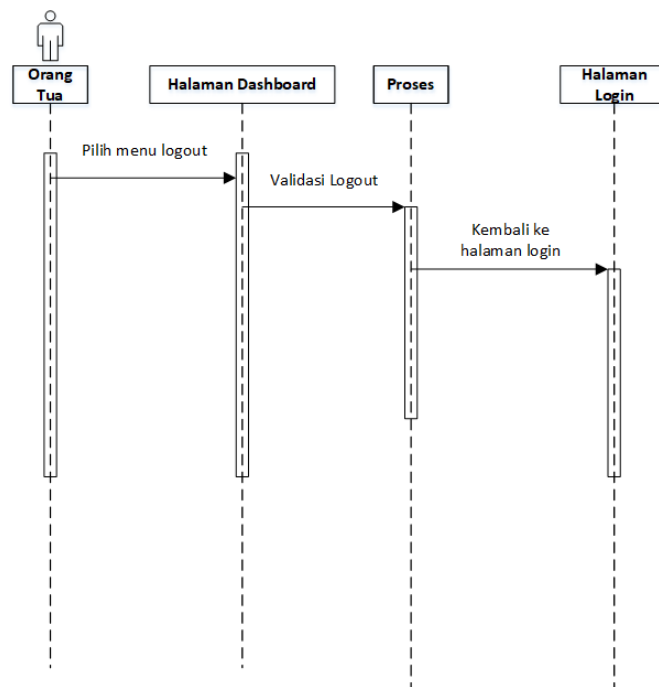 Orang
Tua
Halaman Dashboard
Proses
Halaman
Login
Pilih menu logout
Validasi Logout
Kembali ke
halaman login